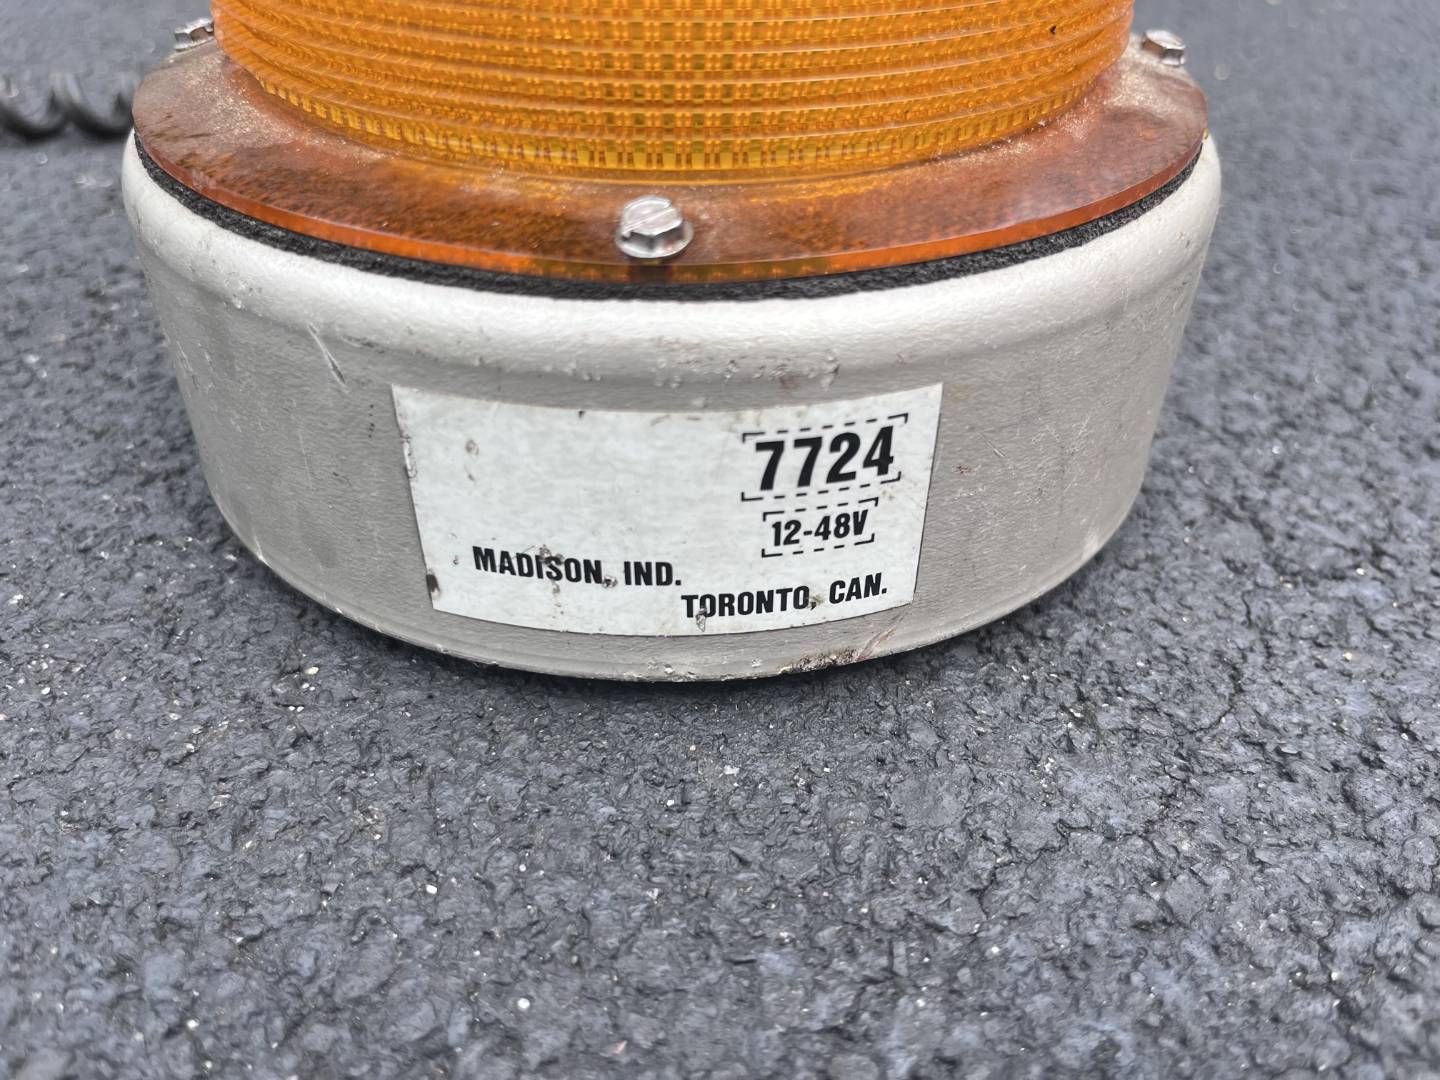 7724
12-48V
MADISON, IND.
TORONTO, CAN.